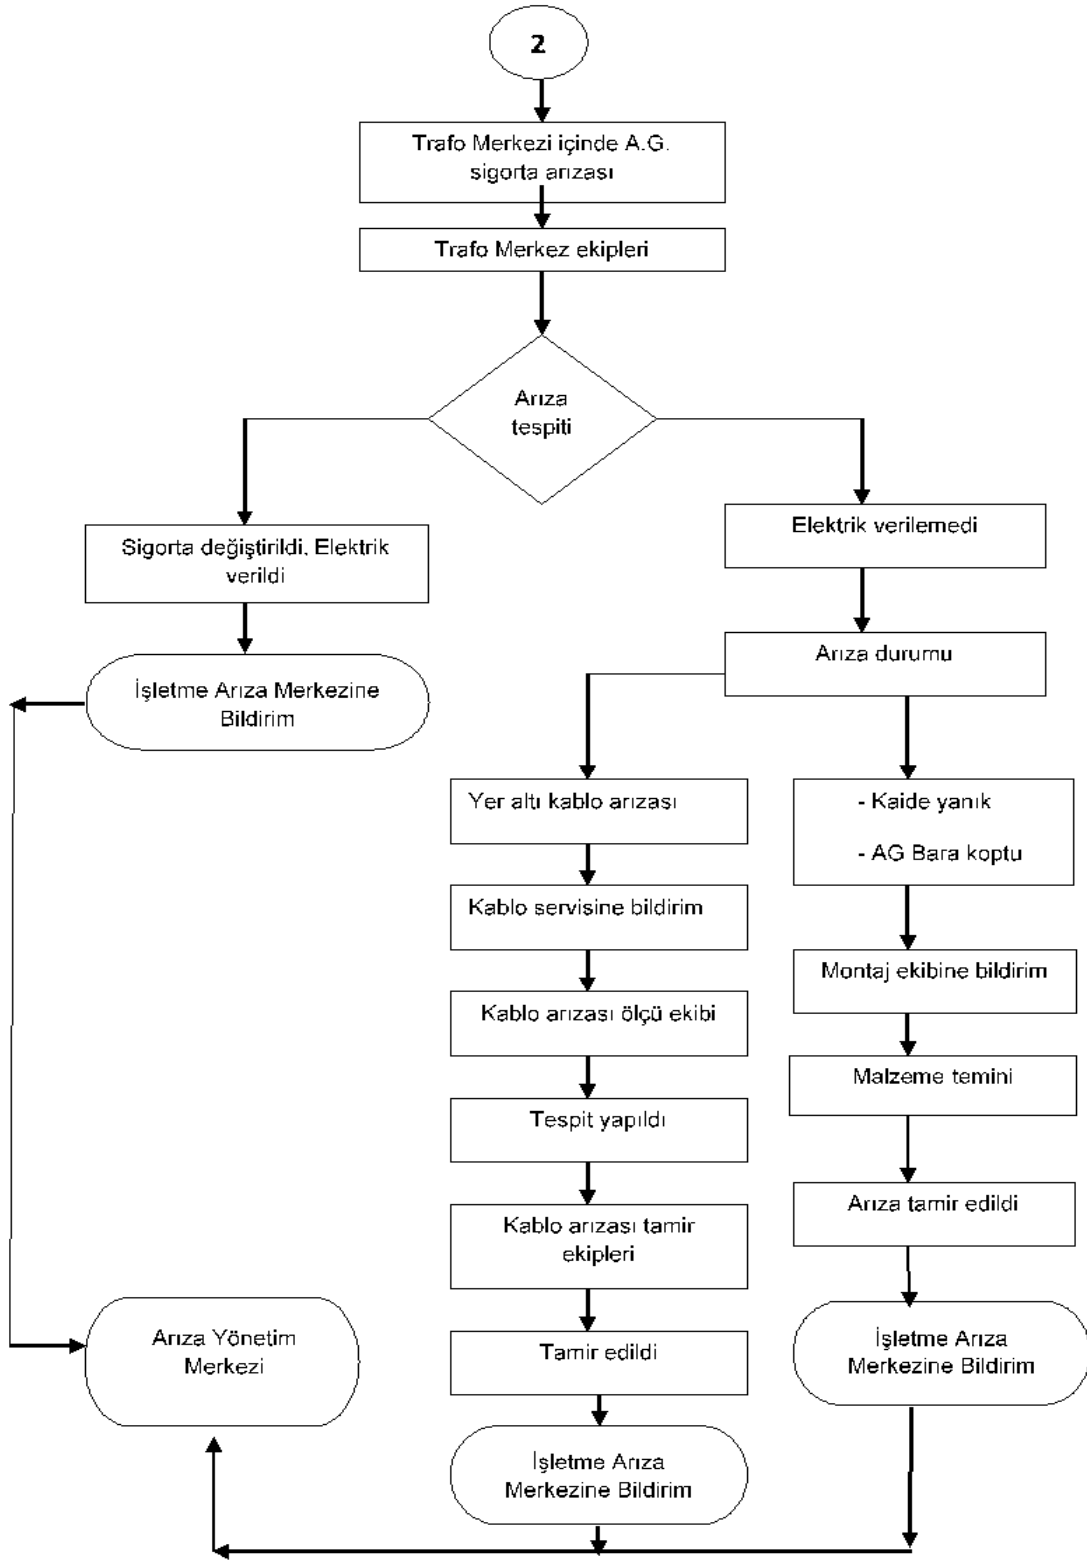 2
Trafo Merkezi içinde A.G.
sigorta arızası
Trafo Merkez ekipleri
Arıza
tespiti
Sigorta değiştirildi, Elektrik
verildi
İşletme Arıza Merkezine
Bildirim
Elektrik verilemedi
Arıza durumu
Yer altı kablo arızası
Kablo servisine bildirim
Kablo arızası ölçü ekibi
Tespit yapıldı
Kablo arızası tamir
ekipleri
Tamir edildi
İşletme Arıza
Merkezine Bildirim
- Kaide yanık
- AG Bara koptu
Montaj ekibine bildirim
Malzeme temini
Arıza tamir edildi
İşletme Arıza
Merkezine Bildirim
Arıza Yönetim
Merkezi